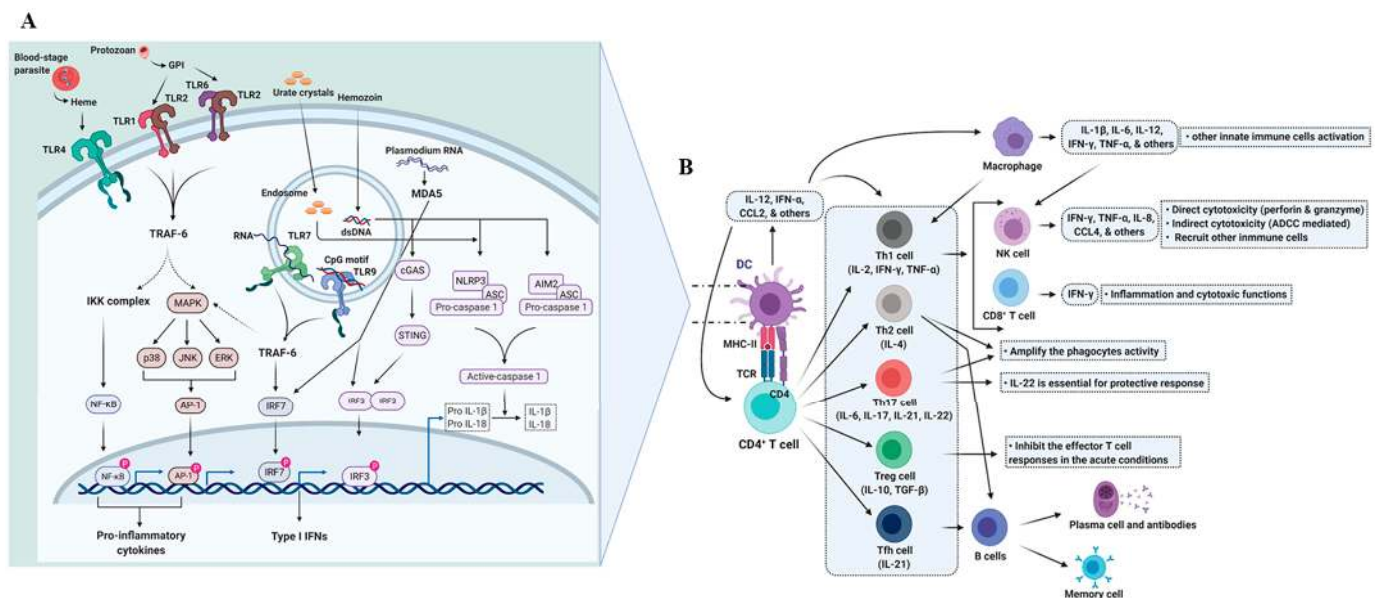 A
Protozoan
GPI
Blood-stage
parasite
Heme
TLR4
TLR1
TLR2
TLR6
TLR2
Urate crystals
Hemozoin
Plasmodium RNA
MDA5
Endosome
dsDNA
RNA
TLR7
CpG motif
TLR9
TRAF-6
IKK complex
MAPK
p38
JNK
ERK
TRAF-6
cGAS
STING
NLRP3
ASC
Pro-caspase 1
AIM2
ASC
Pro-caspase 1
Active-caspase 1
NF-κB
AP-1
IRF7
IRF3
IRF3
Pro IL-1β
Pro IL-18
IL-1β
IL-18
P
NF-κB
P
AP-1
P
IRF7
P
IRF3
Pro-inflammatory
cytokines
Type I IFNs
B
IL-12, IFN-α,
CCL2, & others
DC
MHC-II
TCR
CD4
CD4⁺ T cell
Th1 cell
(IL-2, IFN-γ, TNF-α)
Th2 cell
(IL-4)
Th17 cell
(IL-6, IL-17, IL-21, IL-22)
Treg cell
(IL-10, TGF-β)
Tfh cell
(IL-21)
Macrophage
IL-1β, IL-6, IL-12,
IFN-γ, TNF-α, & others
• other innate immune cells activation
NK cell
IFN-γ, TNF-α, IL-8,
CCL4, & others
• Direct cytotoxicity (perforin & granzyme)
• Indirect cytotoxicity (ADCC mediated)
• Recruit other inmmune cells
CD8⁺ T cell
IFN-γ
• Inflammation and cytotoxic functions
• Amplify the phagocytes activity
• IL-22 is essential for protective response
• Inhibit the effector T cell
responses in the acute conditions
B cells
Plasma cell and antibodies
Memory cell